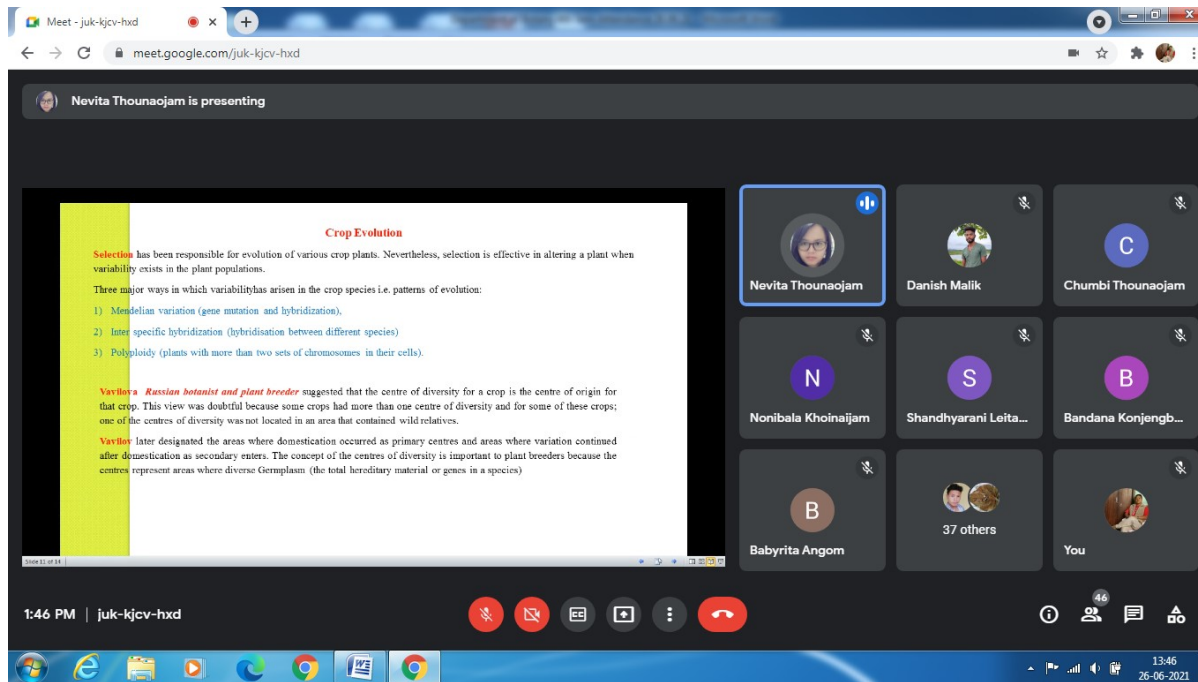 Meet - juk-kjcv-hxd
meet.google.com/juk-kjcv-hxd
Nevita Thounaojam is presenting
Crop Evolution
Selection has been responsible for evolution of various crop plants. Nevertheless, selection is effective in altering a plant when
variability exists in the plant populations.
Three major ways in which variabilityhas arisen in the crop species i.e. patterns of evolution:
1) Mendelian variation (gene mutation and hybridization),
2) Inter specific hybridization (hybridisation between different species)
3) Polyploidy (plants with more than two sets of chromosomes in their cells).
Vavilov a Russian botanist and plant breeder suggested that the centre of diversity for a crop is the centre of origin for
that crop. This view was doubtful because some crops had more than one centre of diversity and for some of these crops;
one of the centres of diversity was not located in an area that contained wild relatives.
Vavilov later designated the areas where domestication occurred as primary centres and areas where variation continued
after domestication as secondary enters. The concept of the centres of diversity is important to plant breeders because the
centres represent areas where diverse Germplasm (the total hereditary material or genes in a species)
Slide 11 of 14
Nevita Thounaojam
Danish Malik
C
Chumbi Thounaojam
N
Nonibala Khoinaijam
S
Shandhyarani Leita...
B
Bandana Konjengb...
B
Babyrita Angom
37 others
You
1:46 PM | juk-kjcv-hxd
46
13:46
26-06-2021